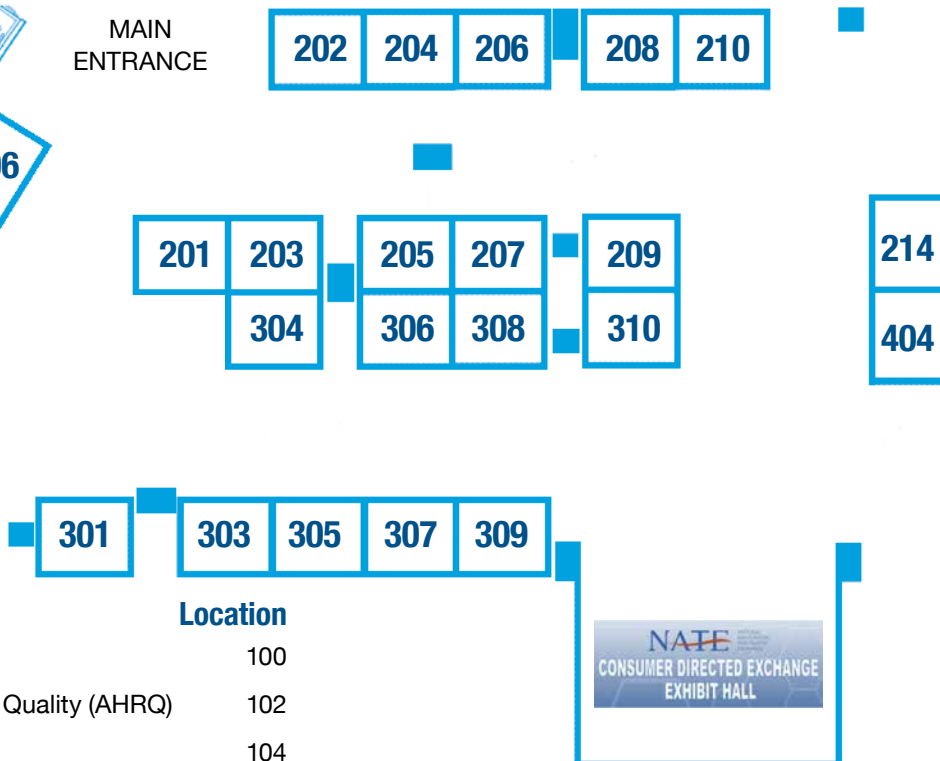 MAIN
ENTRANCE
202 204 206 208 210
6
201 203 205 207 209 214
304 306 308 310 404
301 303 305 307 309
Location
100
Quality (AHRQ) 102
104
NATE
CONSUMER DIRECTED EXCHANGE
EXHIBIT HALL